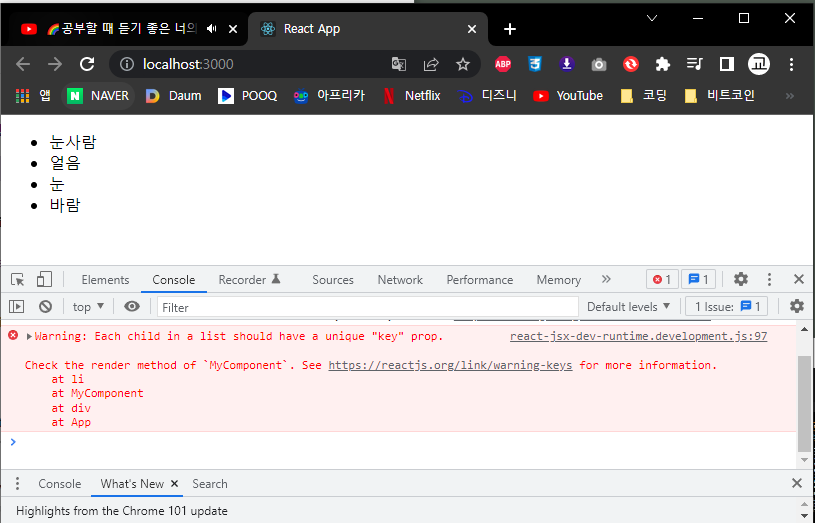 🌈공부할 때 듣기 좋은 너의
React App
localhost:3000
ABP
앱
NAVER
Daum
POOQ
아프리카
Netflix
디즈니
YouTube
코딩
비트코인
»
눈사람
얼음
눈
바람
Elements
Console
Recorder
Sources
Network
Performance
Memory
»
1
1
top
Filter
Default levels
1 Issue:
1
Warning: Each child in a list should have a unique "key" prop.
react-jsx-dev-runtime.development.js:97
Check the render method of `MyComponent`. See https://reactjs.org/link/warning-keys for more information.
at li
at MyComponent
at div
at App
Console
What's New
Search
Highlights from the Chrome 101 update